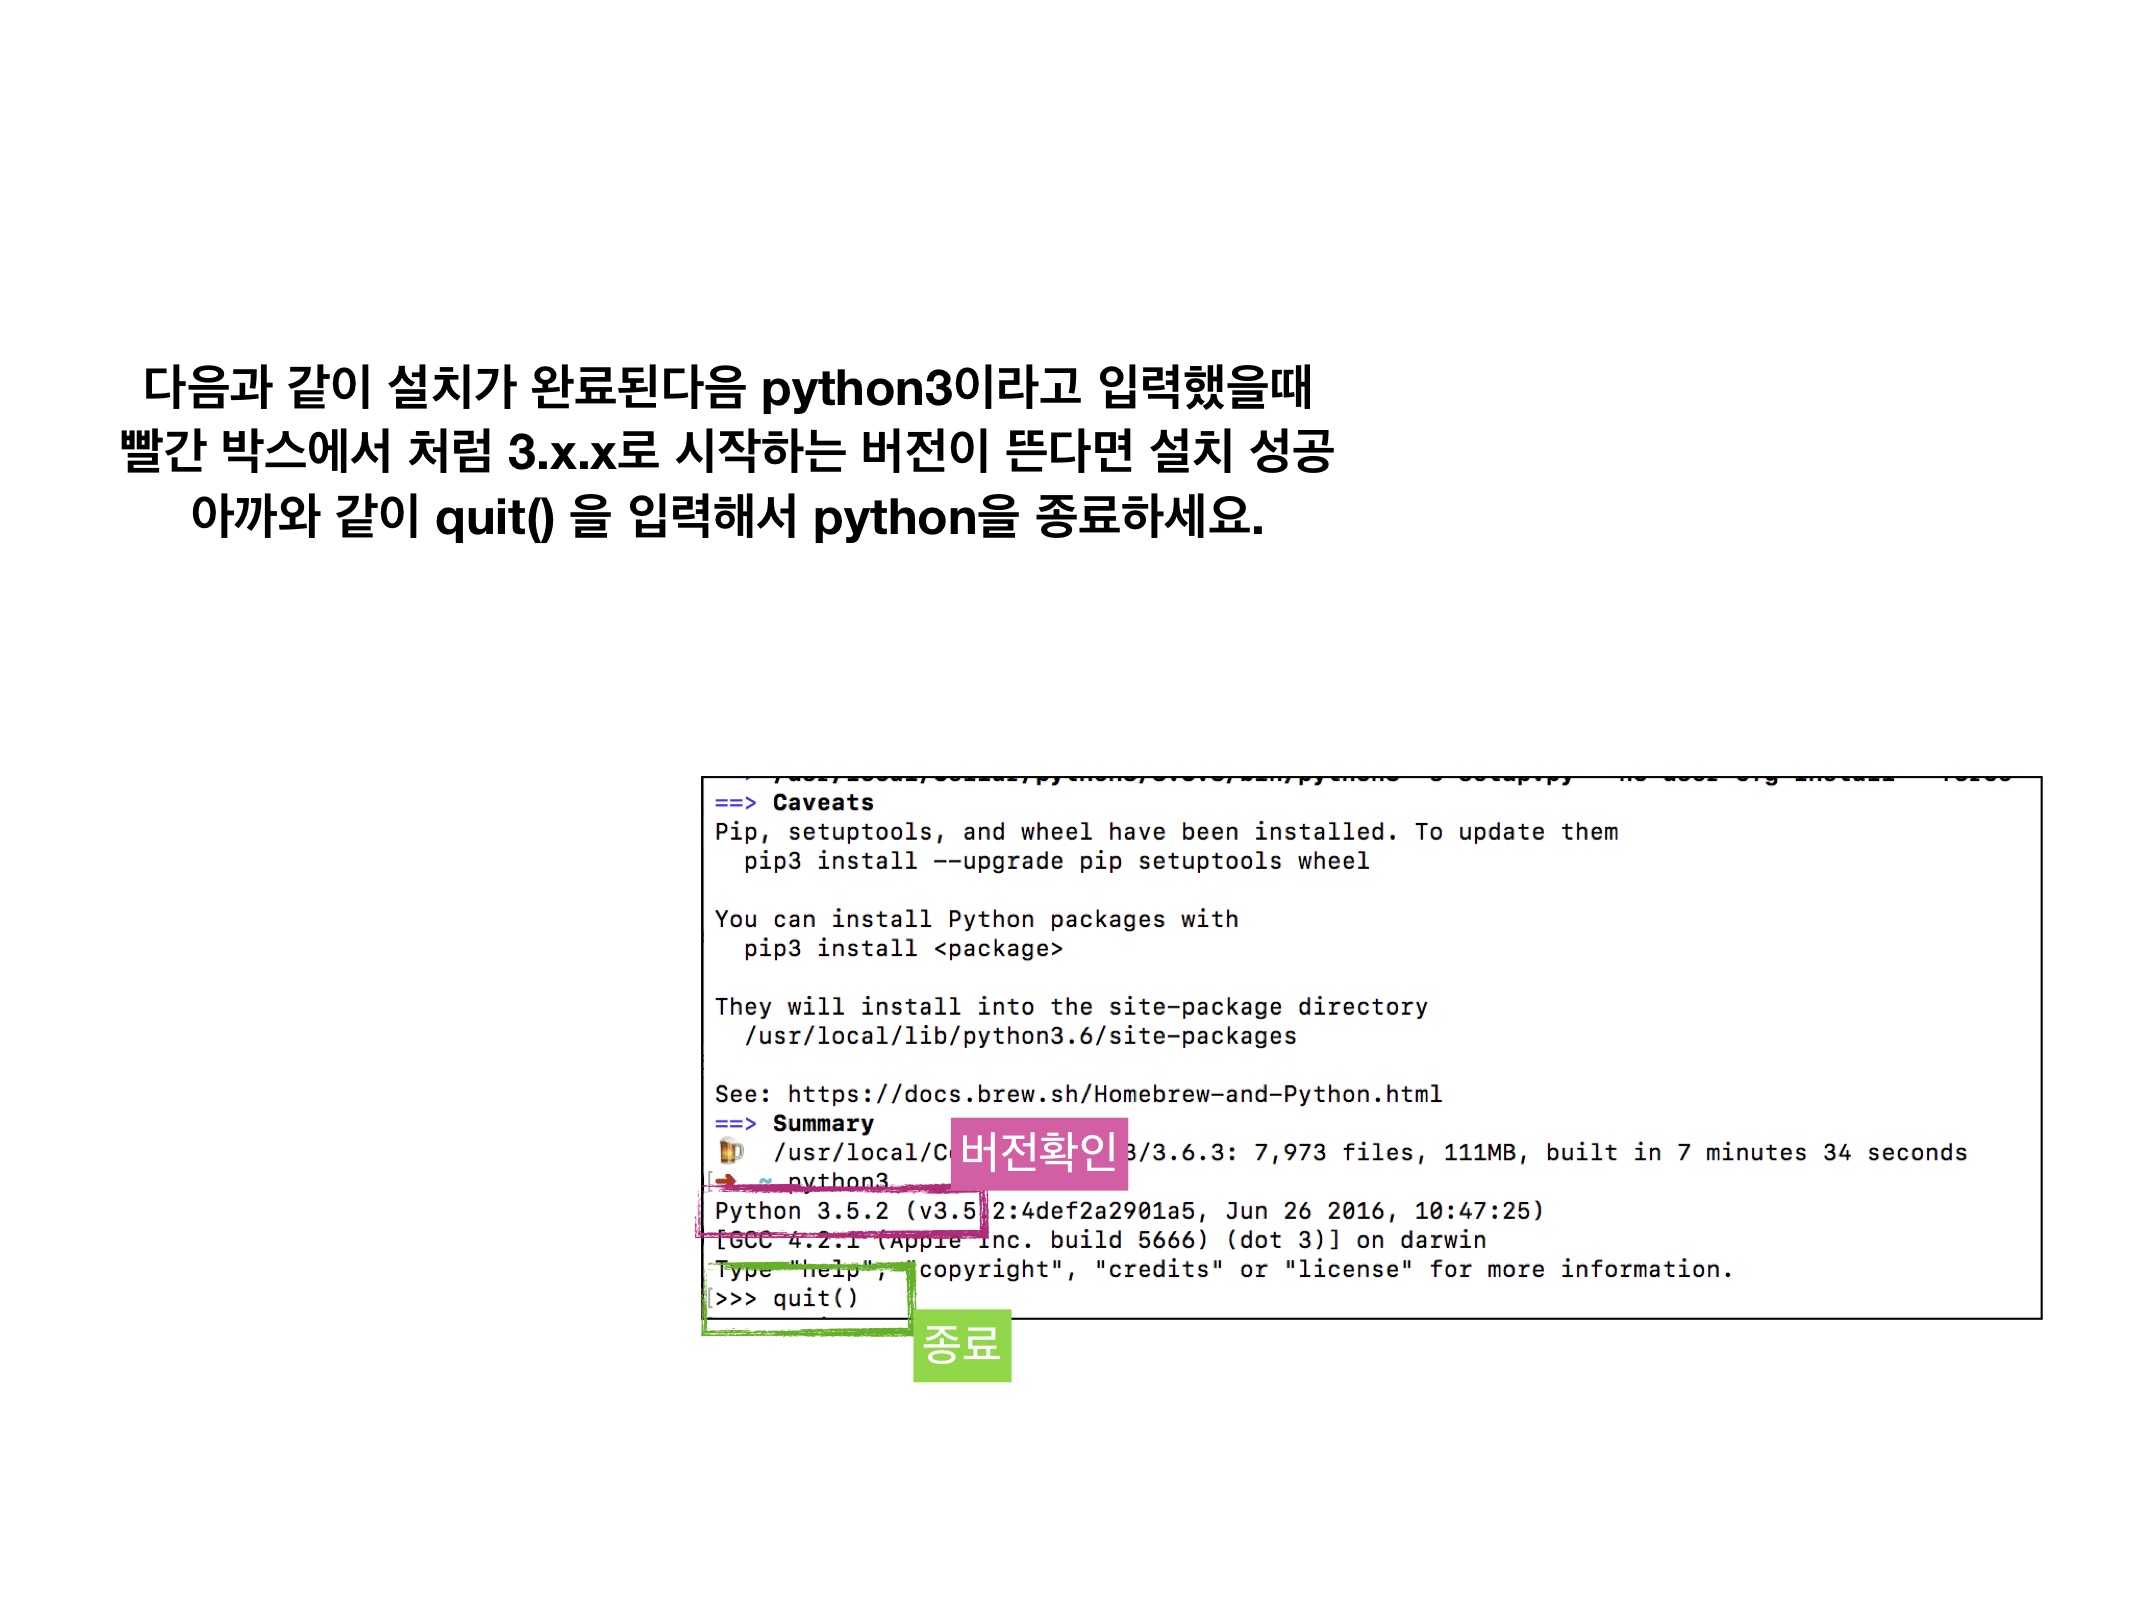 다음과 같이 설치가 완료된다음 python3이라고 입력했을때
빨간 박스에서 처럼 3.x.x로 시작하는 버전이 뜬다면 설치 성공
아까와 같이 quit() 을 입력해서 python을 종료하세요.
==> Caveats
Pip, setuptools, and wheel have been installed. To update them
pip3 install --upgrade pip setuptools wheel
You can install Python packages with
pip3 install <package>
They will install into the site-package directory
/usr/local/lib/python3.6/site-packages
See: https://docs.brew.sh/Homebrew-and-Python.html
==> Summary
버전확인
/usr/local/C 3/3.6.3: 7,973 files, 111MB, built in 7 minutes 34 seconds
~ python3
Python 3.5.2 (v3.5.2:4def2a2901a5, Jun 26 2016, 10:47:25)
[GCC 4.2.1 (Apple Inc. build 5666) (dot 3)] on darwin
Type "help", "copyright", "credits" or "license" for more information.
>>> quit()
종료